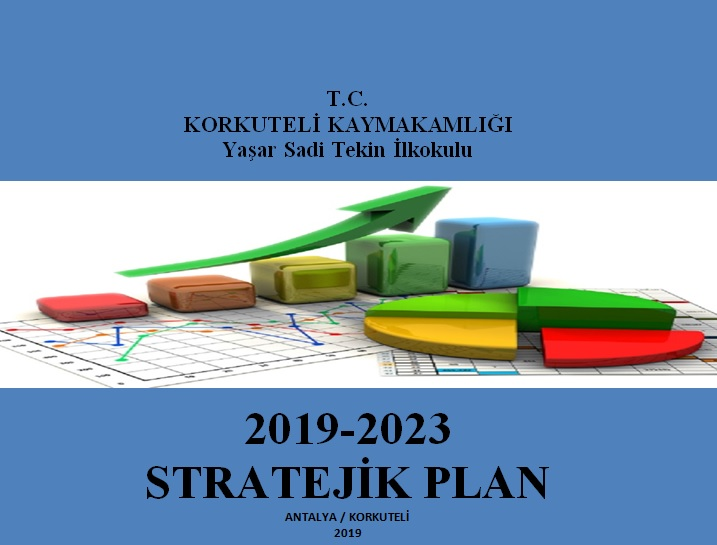 T.C.
KORKUTELİ KAYMAKAMLIĞI
Yaşar Sadi Tekin İlkokulu
2019-2023
STRATEJİK PLAN
ANTALYA / KORKUTELİ
2019